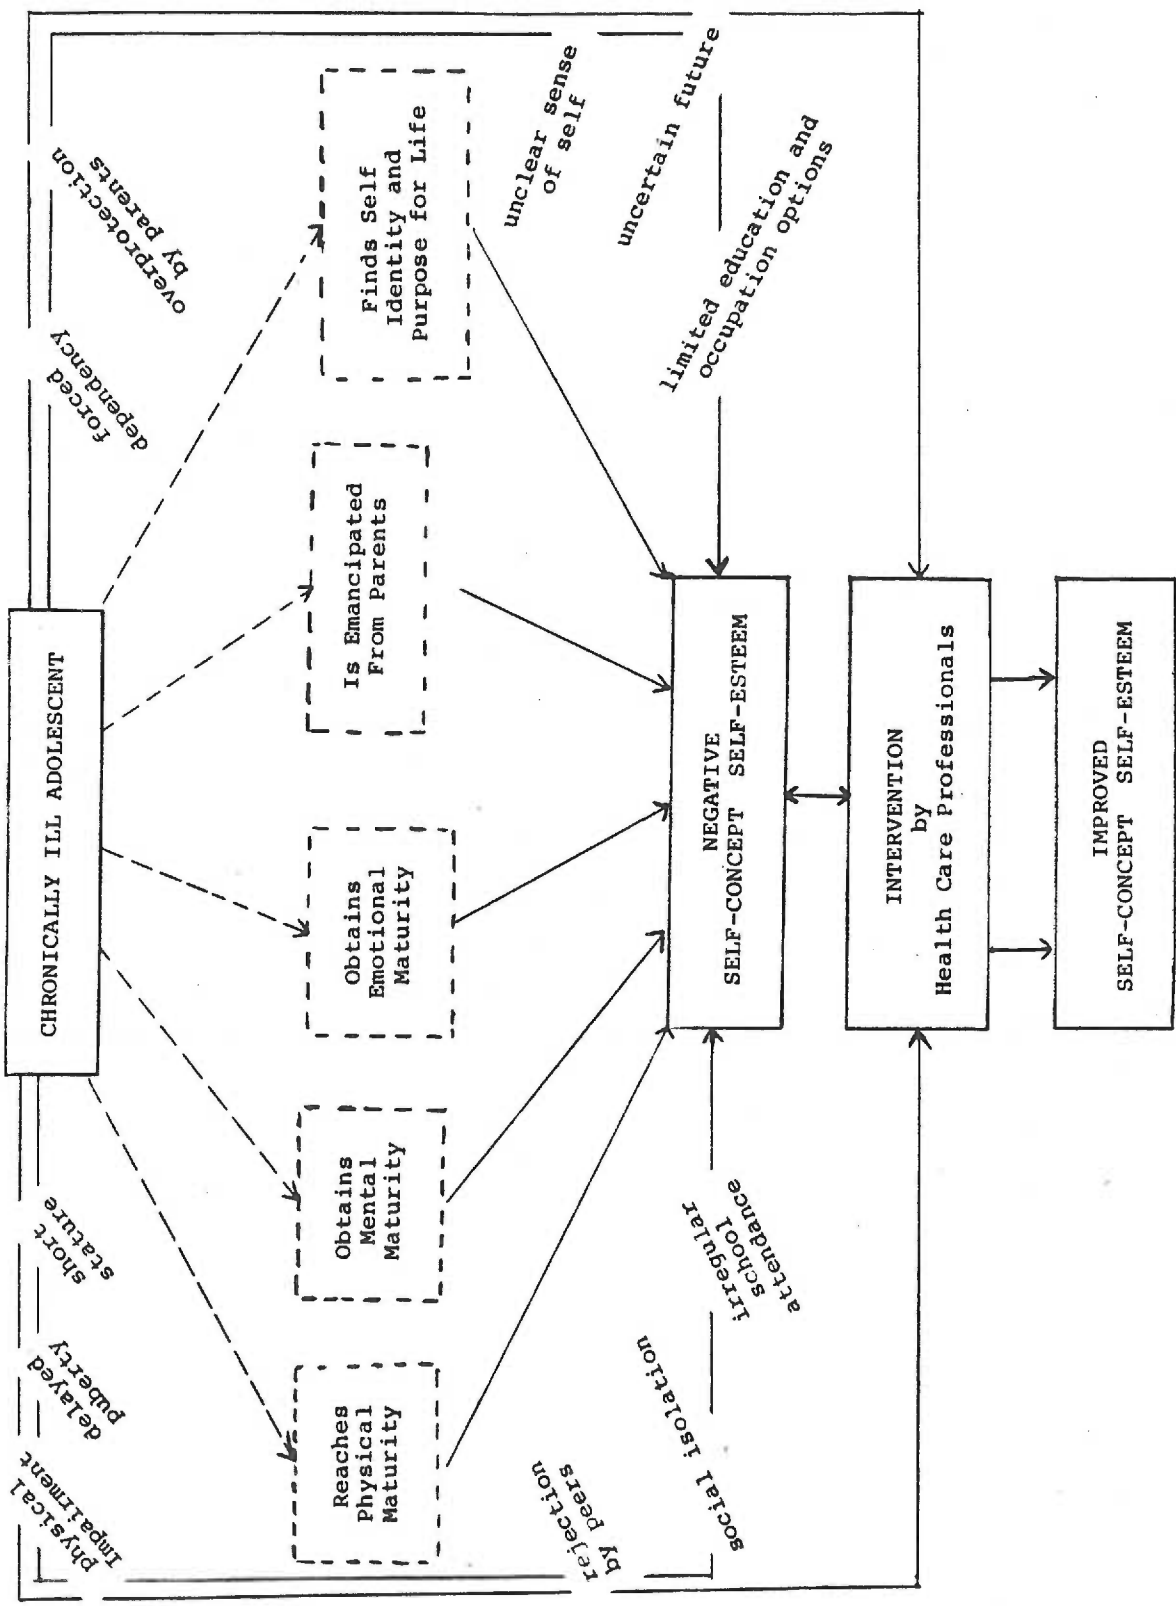 CHRONICALLY ILL ADOLESCENT
physical
Impairment
delayed
puberty
short
stature
forced
dependency
overprotection
by parents
Reaches
Physical
Maturity
Obtains
Mental
Maturity
Obtains
Emotional
Maturity
Is Emancipated
From Parents
Finds Self
Identity and
Purpose for Life
rejection
by peers
social isolation
irregular
school
attendance
unclear sense
of self
uncertain future
limited education and
occupation options
NEGATIVE
SELF-CONCEPT SELF-ESTEEM
INTERVENTION
by
Health Care Professionals
IMPROVED
SELF-CONCEPT SELF-ESTEEM